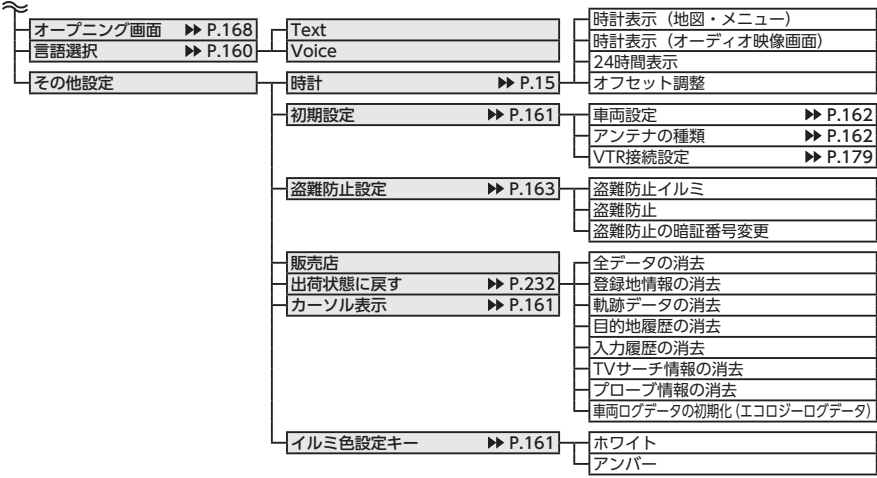 オープニング画面 ▶▶ P.168
言語選択 ▶▶ P.160
Text
Voice
その他設定
時計 ▶▶ P.15
時計表示（地図・メニュー）
時計表示（オーディオ映像画面）
24時間表示
オフセット調整
初期設定 ▶▶ P.161
車両設定 ▶▶ P.162
アンテナの種類 ▶▶ P.162
VTR接続設定 ▶▶ P.179
盗難防止設定 ▶▶ P.163
盗難防止イルミ
盗難防止
盗難防止の暗証番号変更
販売店
出荷状態に戻す ▶▶ P.232
全データの消去
登録地情報の消去
軌跡データの消去
目的地履歴の消去
入力履歴の消去
TVサーチ情報の消去
プローブ情報の消去
車両ログデータの初期化（エコロジーログデータ）
カーソル表示 ▶▶ P.161
イルミ色設定キー ▶▶ P.161
ホワイト
アンバー